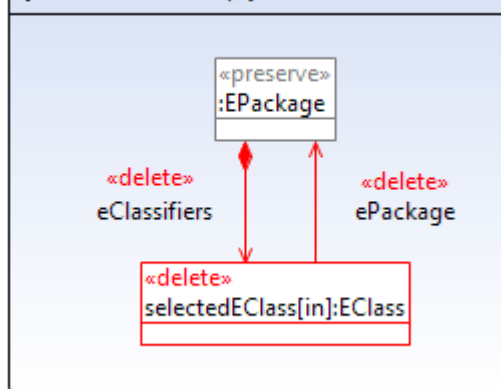 «preserve»
:EPackage
«delete»
eClassifiers
«delete»
ePackage
«delete»
selectedEClass[in]:EClass